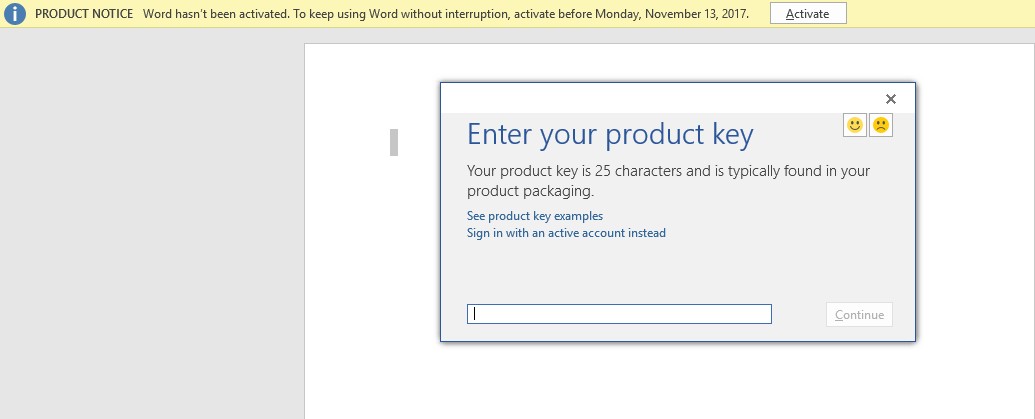 PRODUCT NOTICE Word hasn't been activated. To keep using Word without interruption, activate before Monday, November 13, 2017. Activate
Enter your product key
Your product key is 25 characters and is typically found in your
product packaging.
See product key examples
Sign in with an active account instead
Continue